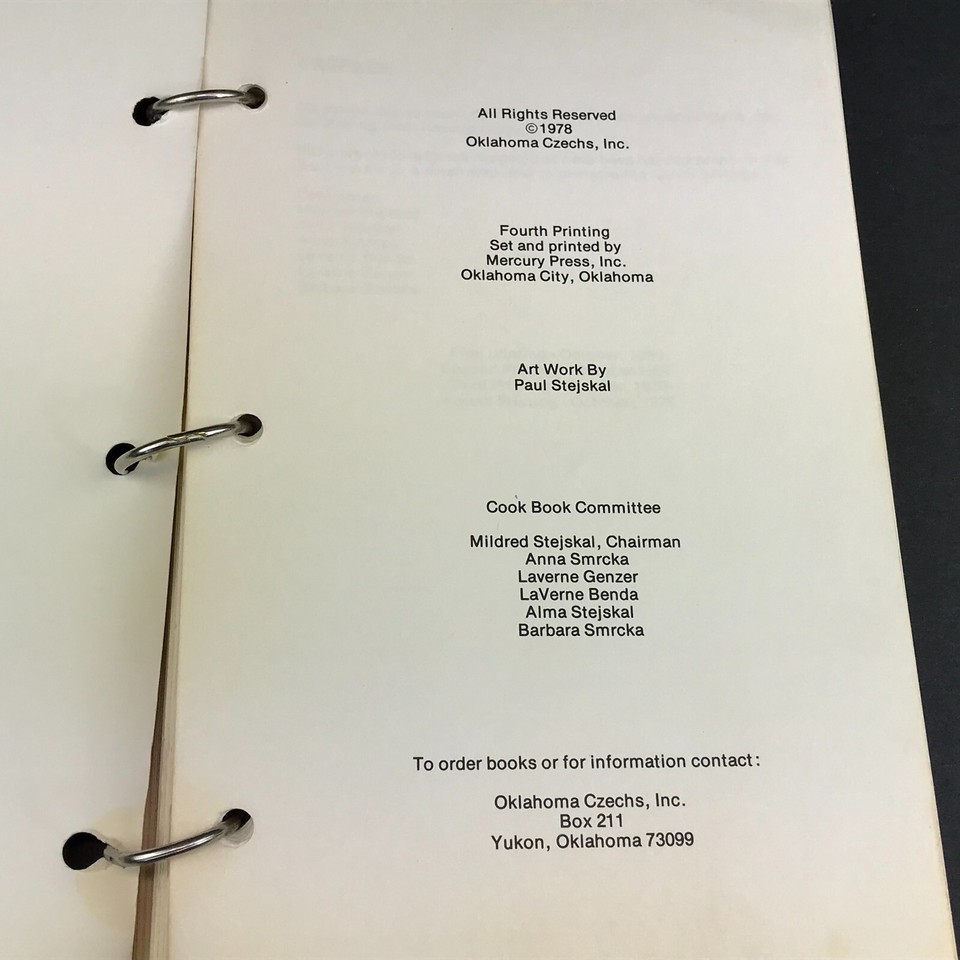 All Rights Reserved
©1978
Oklahoma Czechs, Inc.
Fourth Printing
Set and printed by
Mercury Press, Inc.
Oklahoma City, Oklahoma
Art Work By
Paul Stejskal
Cook Book Committee
Mildred Stejskal, Chairman
Anna Smrcka
Laverne Genzer
LaVerne Benda
Alma Stejskal
Barbara Smrcka
To order books or for information contact:
Oklahoma Czechs, Inc.
Box 211
Yukon, Oklahoma 73099